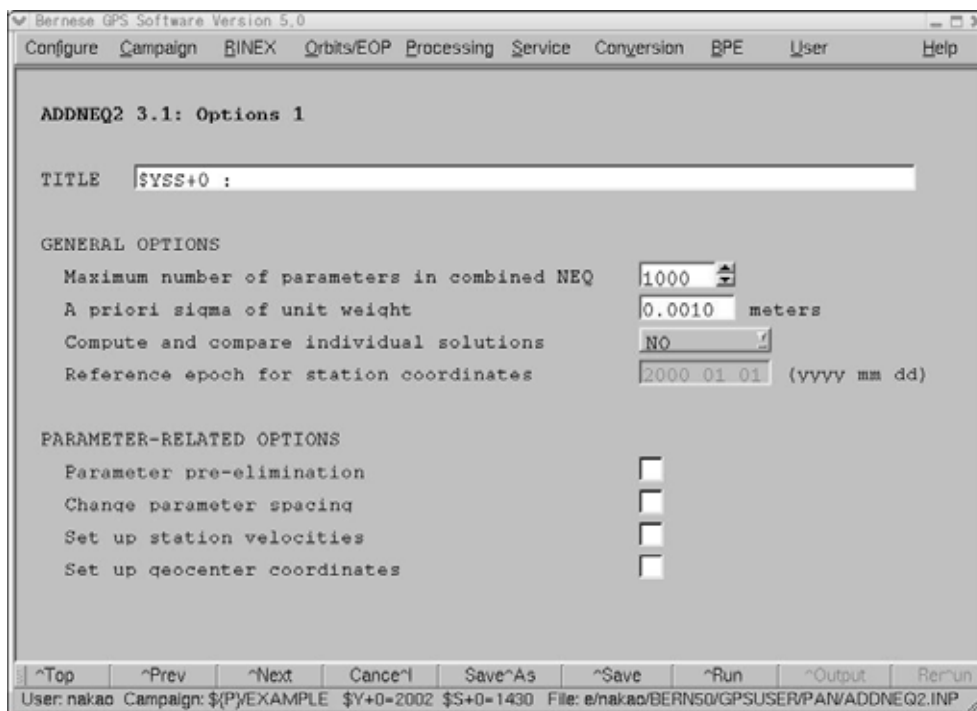 Bernese GPS Software Version 5.0
Configure Campaign RINEX Orbits/EOP Processing Service Conversion BPE User Help
ADDNEQ2 3.1: Options 1
TITLE $YSS+0 :
GENERAL OPTIONS
Maximum number of parameters in combined NEQ 1000
A priori sigma of unit weight 0.0010 meters
Compute and compare individual solutions NO
Reference epoch for station coordinates 2000 01 01 (yyyy mm dd)
PARAMETER-RELATED OPTIONS
Parameter pre-elimination
Change parameter spacing
Set up station velocities
Set up geocenter coordinates
^Top ^Prev ^Next Cance^l Save^As ^Save ^Run ^Output Rer^un
User: nakao Campaign: ${P}/EXAMPLE $Y+0=2002 $S+0=1430 File: e/nakao/BERN50/GPSUSER/PAN/ADDNEQ2.INP